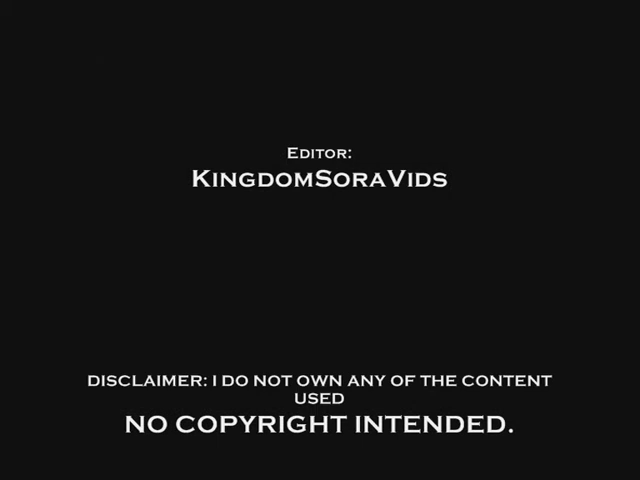 Editor:
KingdomSoraVids
DISCLAIMER: I DO NOT OWN ANY OF THE CONTENT
USED
NO COPYRIGHT INTENDED.